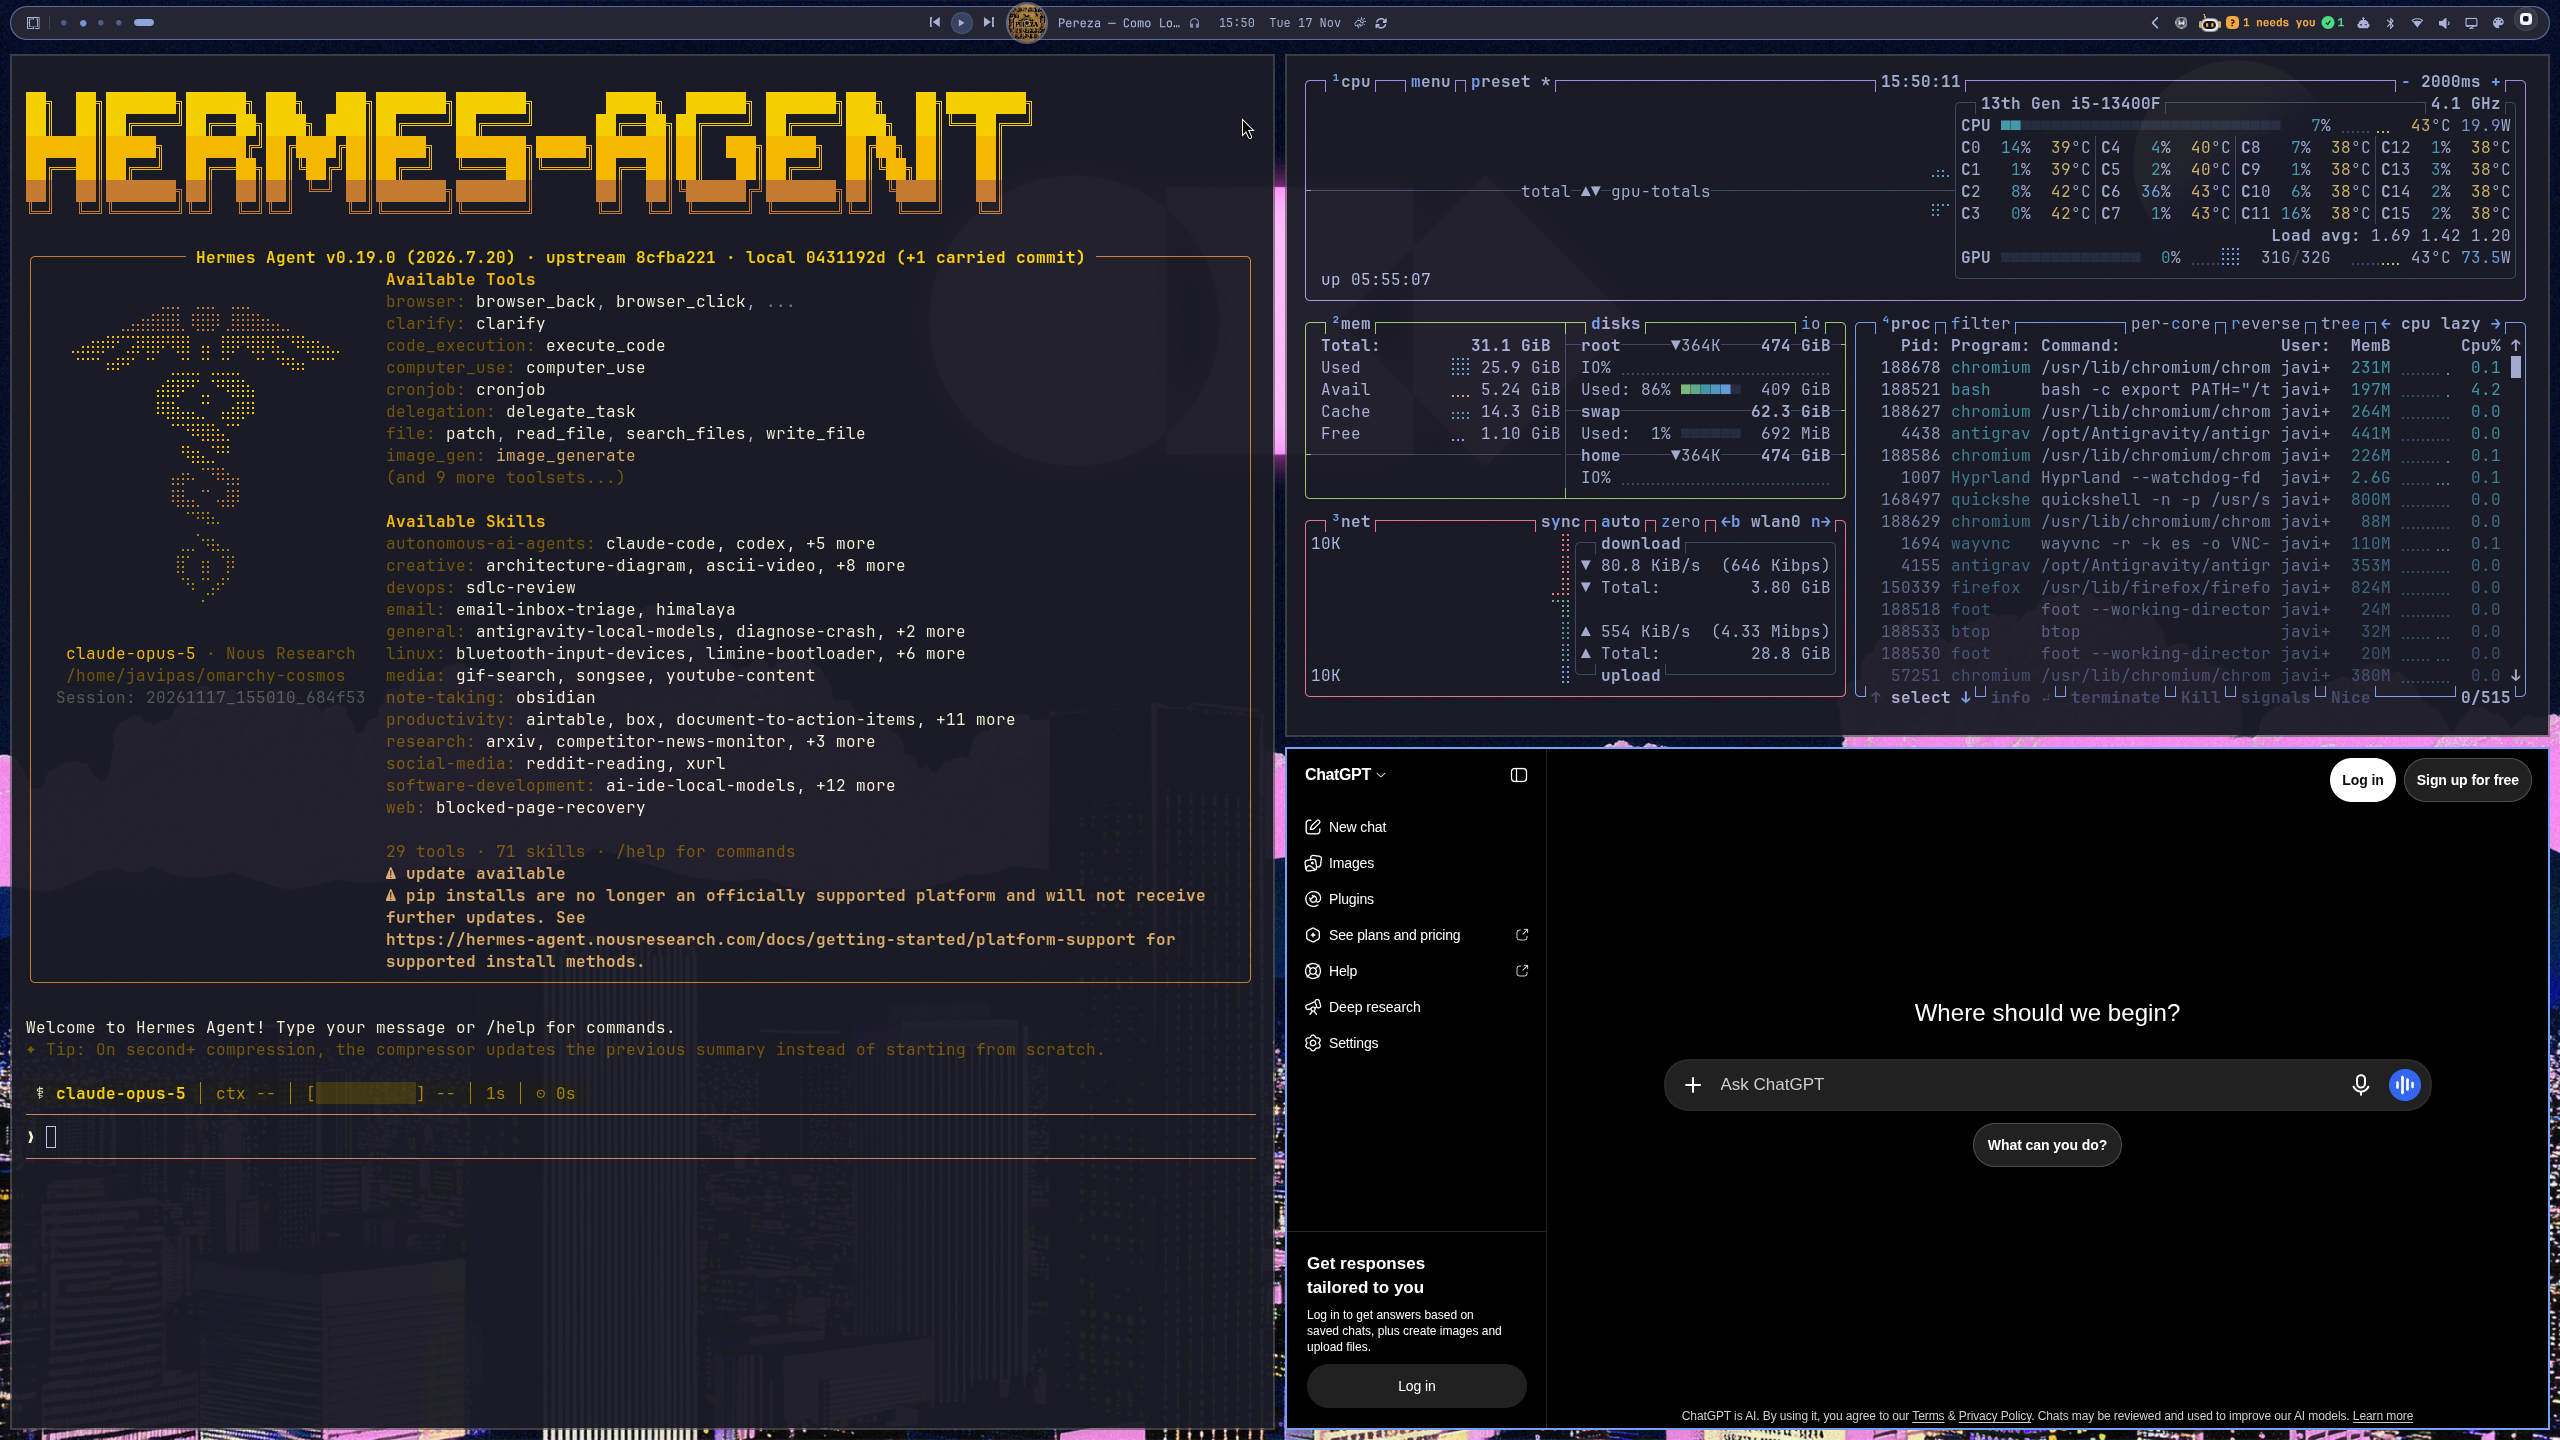 Pereza — Como Lo…
15:50 Tue 17 Nov
1 needs you 1
HERMES-AGENT
Hermes Agent v0.19.0 (2026.7.20) · upstream 8cfba221 · local 0431192d (+1 carried commit)
Available Tools
browser: browser_back, browser_click, ...
clarify: clarify
code_execution: execute_code
computer_use: computer_use
cronjob: cronjob
delegation: delegate_task
file: patch, read_file, search_files, write_file
image_gen: image_generate
(and 9 more toolsets...)
Available Skills
autonomous-ai-agents: claude-code, codex, +5 more
creative: architecture-diagram, ascii-video, +8 more
devops: sdlc-review
email: email-inbox-triage, himalaya
general: antigravity-local-models, diagnose-crash, +2 more
linux: bluetooth-input-devices, limine-bootloader, +6 more
media: gif-search, songsee, youtube-content
note-taking: obsidian
productivity: airtable, box, document-to-action-items, +11 more
research: arxiv, competitor-news-monitor, +3 more
social-media: reddit-reading, xurl
software-development: ai-ide-local-models, +12 more
web: blocked-page-recovery
claude-opus-5 · Nous Research
/home/javipas/omarchy-cosmos
Session: 20261117_155010_684f53
29 tools · 71 skills · /help for commands
⚠ update available
⚠ pip installs are no longer an officially supported platform and will not receive
further updates. See
https://hermes-agent.nousresearch.com/docs/getting-started/platform-support for
supported install methods.
Welcome to Hermes Agent! Type your message or /help for commands.
✦ Tip: On second+ compression, the compressor updates the previous summary instead of starting from scratch.
claude-opus-5 │ ctx -- │ [ ] -- │ 1s │ ⊙ 0s
❯
¹cpu menu preset * 15:50:11 - 2000ms +
13th Gen i5-13400F 4.1 GHz
CPU 7% 43°C 19.9W
C0 14% 39°C C4 4% 40°C C8 7% 38°C C12 1% 38°C
C1 1% 39°C C5 2% 40°C C9 1% 38°C C13 3% 38°C
C2 8% 42°C C6 36% 43°C C10 6% 38°C C14 2% 38°C
C3 0% 42°C C7 1% 43°C C11 16% 38°C C15 2% 38°C
total ▲▼ gpu-totals
Load avg: 1.69 1.42 1.20
GPU 0% 31G/32G 43°C 73.5W
up 05:55:07
²mem disks io
Total: 31.1 GiB
Used 25.9 GiB
Avail 5.24 GiB
Cache 14.3 GiB
Free 1.10 GiB
root ▼364K 474 GiB
IO%
Used: 86% 409 GiB
swap 62.3 GiB
Used: 1% 692 MiB
home ▼364K 474 GiB
IO%
³net sync auto zero ←b wlan0 n→
10K
download
▼ 80.8 KiB/s (646 Kibps)
▼ Total: 3.80 GiB
▲ 554 KiB/s (4.33 Mibps)
▲ Total: 28.8 GiB
upload
10K
⁴proc filter per-core reverse tree ← cpu lazy →
Pid: Program: Command: User: MemB Cpu% ↑
188678 chromium /usr/lib/chromium/chrom javi+ 231M 0.1
188521 bash bash -c export PATH="/t javi+ 197M 4.2
188627 chromium /usr/lib/chromium/chrom javi+ 264M 0.0
4438 antigrav /opt/Antigravity/antigr javi+ 441M 0.0
188586 chromium /usr/lib/chromium/chrom javi+ 226M 0.1
1007 Hyprland Hyprland --watchdog-fd javi+ 2.6G 0.1
168497 quickshe quickshell -n -p /usr/s javi+ 800M 0.0
188629 chromium /usr/lib/chromium/chrom javi+ 88M 0.0
1694 wayvnc wayvnc -r -k es -o VNC- javi+ 110M 0.1
4155 antigrav /opt/Antigravity/antigr javi+ 353M 0.0
150339 firefox /usr/lib/firefox/firefo javi+ 824M 0.0
188518 foot foot --working-director javi+ 24M 0.0
188533 btop btop javi+ 32M 0.0
188530 foot foot --working-director javi+ 20M 0.0
57251 chromium /usr/lib/chromium/chrom javi+ 380M 0.0 ↓
↑ select ↓ info ↵ terminate Kill signals Nice 0/515
ChatGPT
New chat
Images
Plugins
See plans and pricing
Help
Deep research
Settings
Get responses
tailored to you
Log in to get answers based on
saved chats, plus create images and
upload files.
Log in
Log in
Sign up for free
Where should we begin?
Ask ChatGPT
What can you do?
ChatGPT is AI. By using it, you agree to our Terms & Privacy Policy. Chats may be reviewed and used to improve our AI models. Learn more